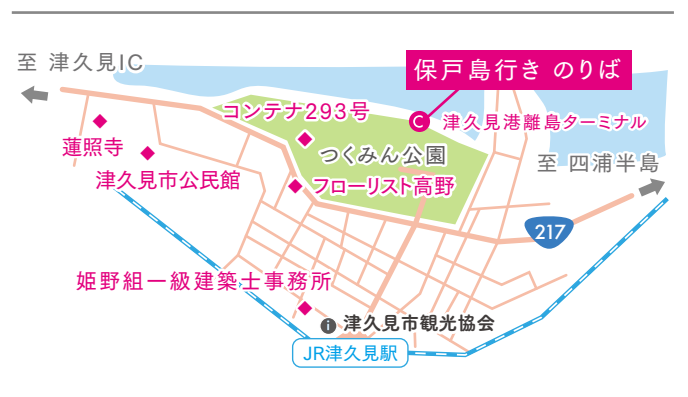 至 津久見IC
保戸島行き のりば
コンテナ293号
C 津久見港離島ターミナル
蓮照寺
つくみん公園
至 四浦半島
津久見市公民館
フローリスト高野
217
姫野組一級建築士事務所
i 津久見市観光協会
JR津久見駅